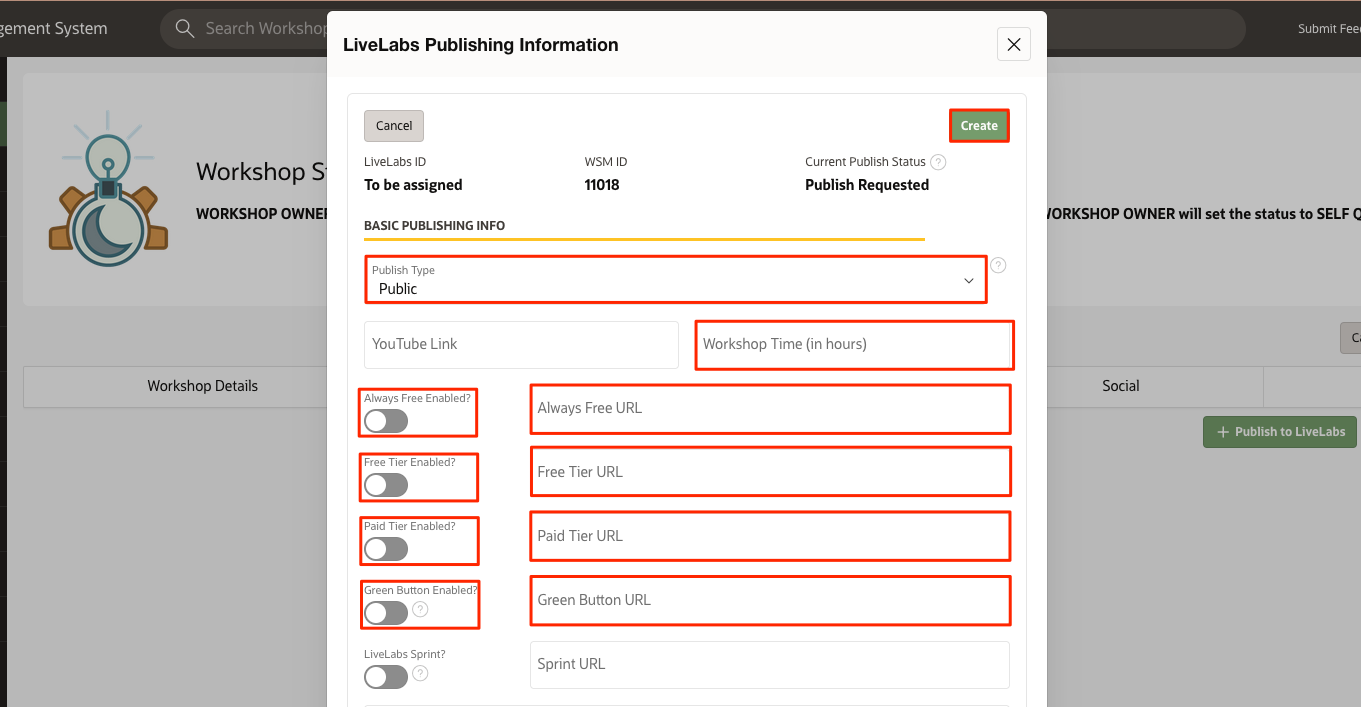 gement System
Search Workshop
Submit Fee
LiveLabs Publishing Information
Workshop St
WORKSHOP OWNER
WORKSHOP OWNER will set the status to SELF Q
Cancel
Create
LiveLabs ID
WSM ID
Current Publish Status ?
To be assigned
11018
Publish Requested
BASIC PUBLISHING INFO
Publish Type
?
Public
YouTube Link
Workshop Time (in hours)
Ca
Workshop Details
Social
Always Free Enabled?
Always Free URL
+ Publish to LiveLabs
Free Tier Enabled?
Free Tier URL
Paid Tier Enabled?
Paid Tier URL
Green Button Enabled?
?
Green Button URL
LiveLabs Sprint?
?
Sprint URL